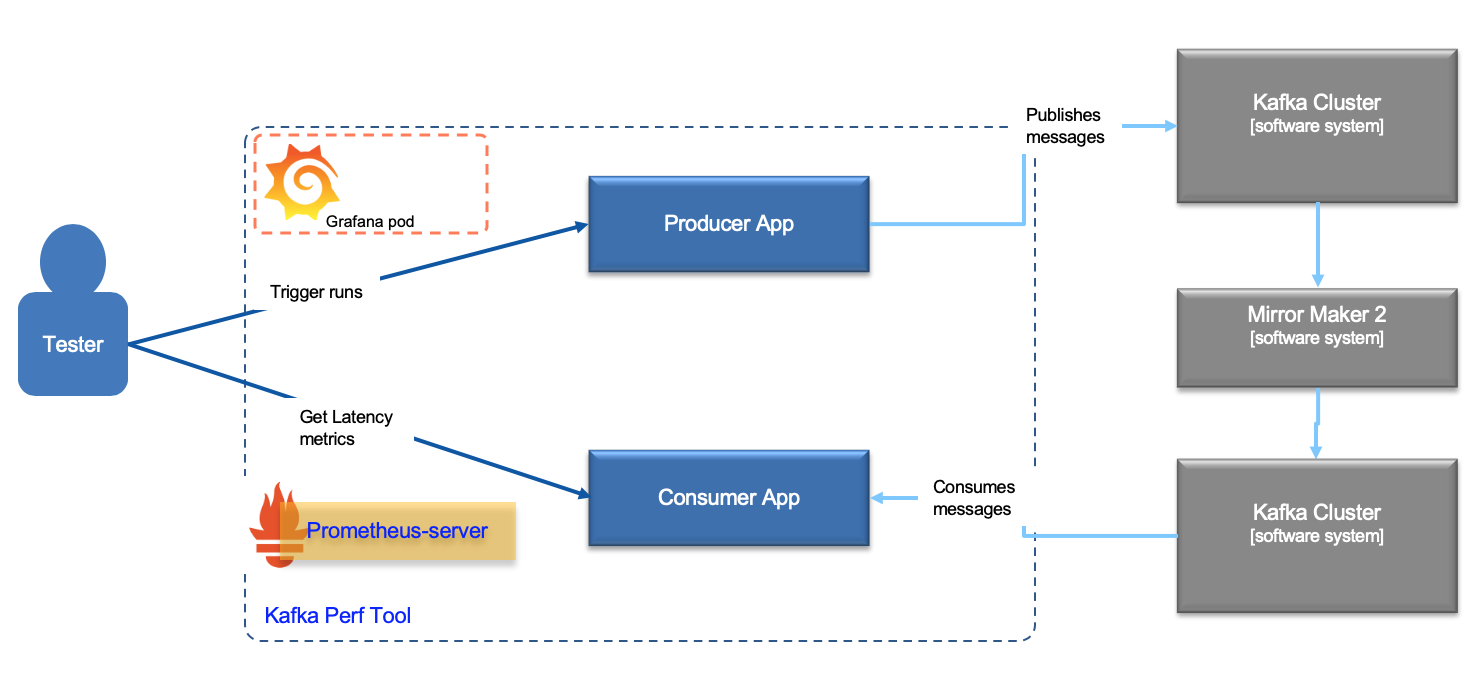 Publishes
messages
Kafka Cluster
[software system]
Grafana pod
Producer App
Trigger runs
Tester
Mirror Maker 2
[software system]
Get Latency
metrics
Consumer App
Consumes
messages
Kafka Cluster
[software system]
Prometheus-server
Kafka Perf Tool